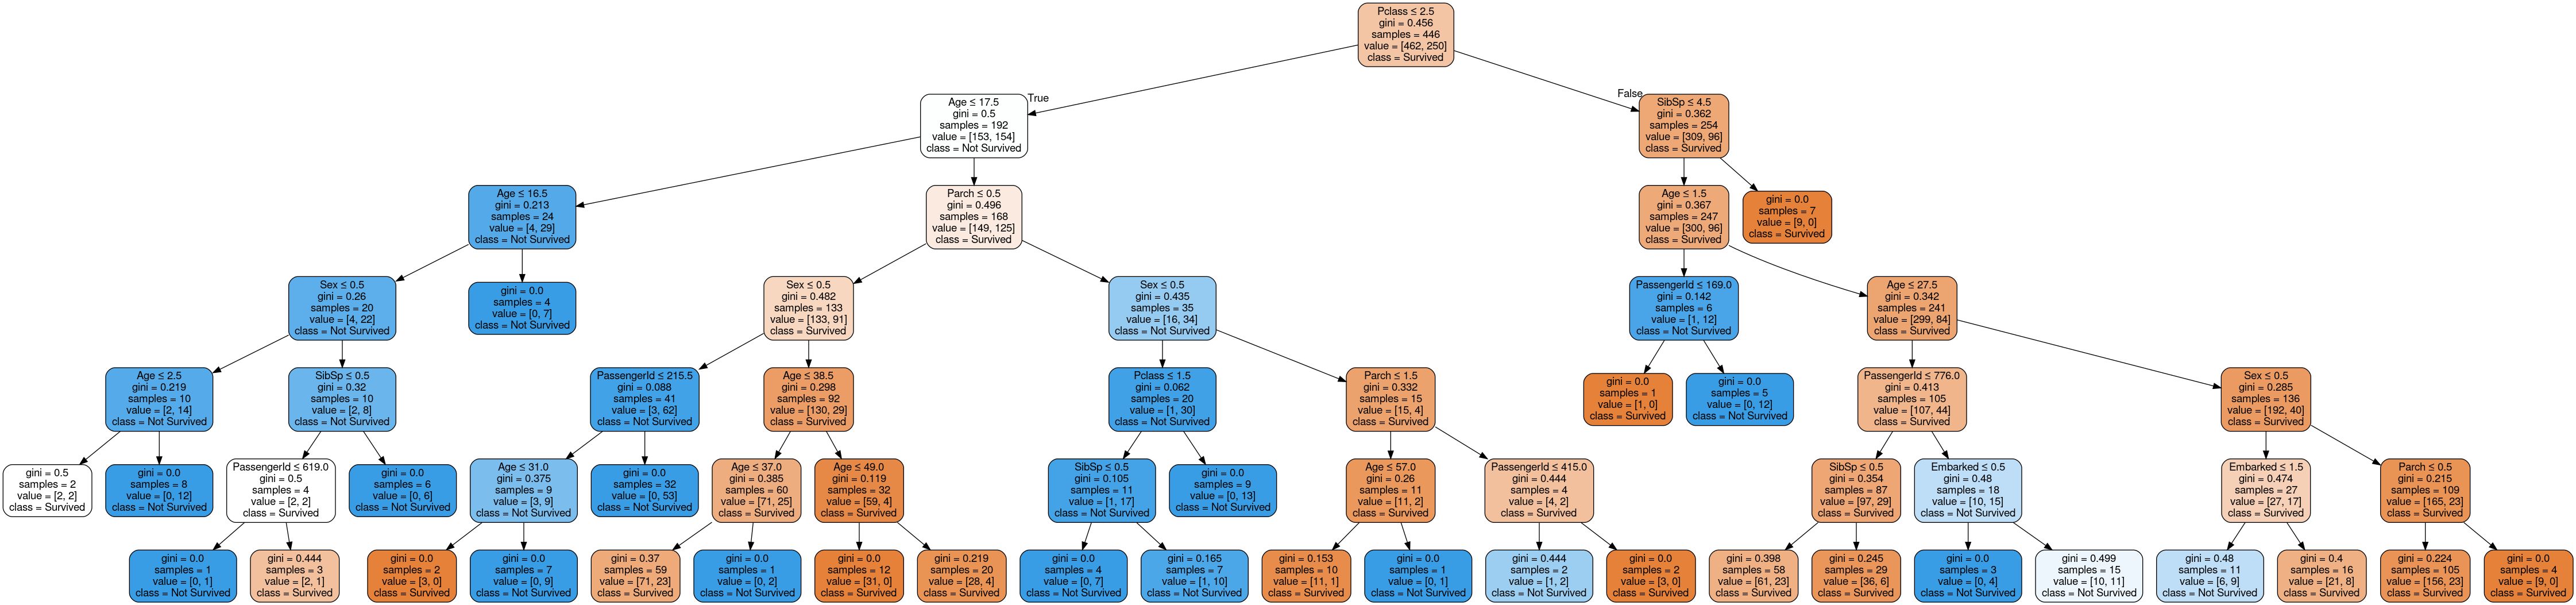 Pclass ≤ 2.5
gini = 0.456
samples = 446
value = [462, 250]
class = Survived
True
False
Age ≤ 17.5
gini = 0.5
samples = 192
value = [153, 154]
class = Not Survived
SibSp ≤ 4.5
gini = 0.362
samples = 254
value = [309, 96]
class = Survived
Age ≤ 16.5
gini = 0.213
samples = 24
value = [4, 29]
class = Not Survived
Parch ≤ 0.5
gini = 0.496
samples = 168
value = [149, 125]
class = Survived
Age ≤ 1.5
gini = 0.367
samples = 247
value = [300, 96]
class = Survived
gini = 0.0
samples = 7
value = [9, 0]
class = Survived
Sex ≤ 0.5
gini = 0.26
samples = 20
value = [4, 22]
class = Not Survived
gini = 0.0
samples = 4
value = [0, 7]
class = Not Survived
Sex ≤ 0.5
gini = 0.482
samples = 133
value = [133, 91]
class = Survived
Sex ≤ 0.5
gini = 0.435
samples = 35
value = [16, 34]
class = Not Survived
PassengerId ≤ 169.0
gini = 0.142
samples = 6
value = [1, 12]
class = Not Survived
Age ≤ 27.5
gini = 0.342
samples = 241
value = [299, 84]
class = Survived
Age ≤ 2.5
gini = 0.219
samples = 10
value = [2, 14]
class = Not Survived
SibSp ≤ 0.5
gini = 0.32
samples = 10
value = [2, 8]
class = Not Survived
PassengerId ≤ 215.5
gini = 0.088
samples = 41
value = [3, 62]
class = Not Survived
Age ≤ 38.5
gini = 0.298
samples = 92
value = [130, 29]
class = Survived
Pclass ≤ 1.5
gini = 0.062
samples = 20
value = [1, 30]
class = Not Survived
Parch ≤ 1.5
gini = 0.332
samples = 15
value = [15, 4]
class = Survived
gini = 0.0
samples = 1
value = [1, 0]
class = Survived
gini = 0.0
samples = 5
value = [0, 12]
class = Not Survived
PassengerId ≤ 776.0
gini = 0.413
samples = 105
value = [107, 44]
class = Survived
Sex ≤ 0.5
gini = 0.285
samples = 136
value = [192, 40]
class = Survived
gini = 0.5
samples = 2
value = [2, 2]
class = Survived
gini = 0.0
samples = 8
value = [0, 12]
class = Not Survived
PassengerId ≤ 619.0
gini = 0.5
samples = 4
value = [2, 2]
class = Survived
gini = 0.0
samples = 6
value = [0, 6]
class = Not Survived
Age ≤ 31.0
gini = 0.375
samples = 9
value = [3, 9]
class = Not Survived
gini = 0.0
samples = 32
value = [0, 53]
class = Not Survived
Age ≤ 37.0
gini = 0.385
samples = 60
value = [71, 25]
class = Survived
Age ≤ 49.0
gini = 0.119
samples = 32
value = [59, 4]
class = Survived
SibSp ≤ 0.5
gini = 0.105
samples = 11
value = [1, 17]
class = Not Survived
gini = 0.0
samples = 9
value = [0, 13]
class = Not Survived
Age ≤ 57.0
gini = 0.26
samples = 11
value = [11, 2]
class = Survived
PassengerId ≤ 415.0
gini = 0.444
samples = 4
value = [4, 2]
class = Survived
SibSp ≤ 0.5
gini = 0.354
samples = 87
value = [97, 29]
class = Survived
Embarked ≤ 0.5
gini = 0.48
samples = 18
value = [10, 15]
class = Not Survived
Embarked ≤ 1.5
gini = 0.474
samples = 27
value = [27, 17]
class = Survived
Parch ≤ 0.5
gini = 0.215
samples = 109
value = [165, 23]
class = Survived
gini = 0.0
samples = 1
value = [0, 1]
class = Not Survived
gini = 0.444
samples = 3
value = [2, 1]
class = Survived
gini = 0.0
samples = 2
value = [3, 0]
class = Survived
gini = 0.0
samples = 7
value = [0, 9]
class = Not Survived
gini = 0.37
samples = 59
value = [71, 23]
class = Survived
gini = 0.0
samples = 1
value = [0, 2]
class = Not Survived
gini = 0.0
samples = 12
value = [31, 0]
class = Survived
gini = 0.219
samples = 20
value = [28, 4]
class = Survived
gini = 0.0
samples = 4
value = [0, 7]
class = Not Survived
gini = 0.165
samples = 7
value = [1, 10]
class = Not Survived
gini = 0.153
samples = 10
value = [11, 1]
class = Survived
gini = 0.0
samples = 1
value = [0, 1]
class = Not Survived
gini = 0.444
samples = 2
value = [1, 2]
class = Not Survived
gini = 0.0
samples = 2
value = [3, 0]
class = Survived
gini = 0.398
samples = 58
value = [61, 23]
class = Survived
gini = 0.245
samples = 29
value = [36, 6]
class = Survived
gini = 0.0
samples = 3
value = [0, 4]
class = Not Survived
gini = 0.499
samples = 15
value = [10, 11]
class = Not Survived
gini = 0.48
samples = 11
value = [6, 9]
class = Not Survived
gini = 0.4
samples = 16
value = [21, 8]
class = Survived
gini = 0.224
samples = 105
value = [156, 23]
class = Survived
gini = 0.0
samples = 4
value = [9, 0]
class = Survived